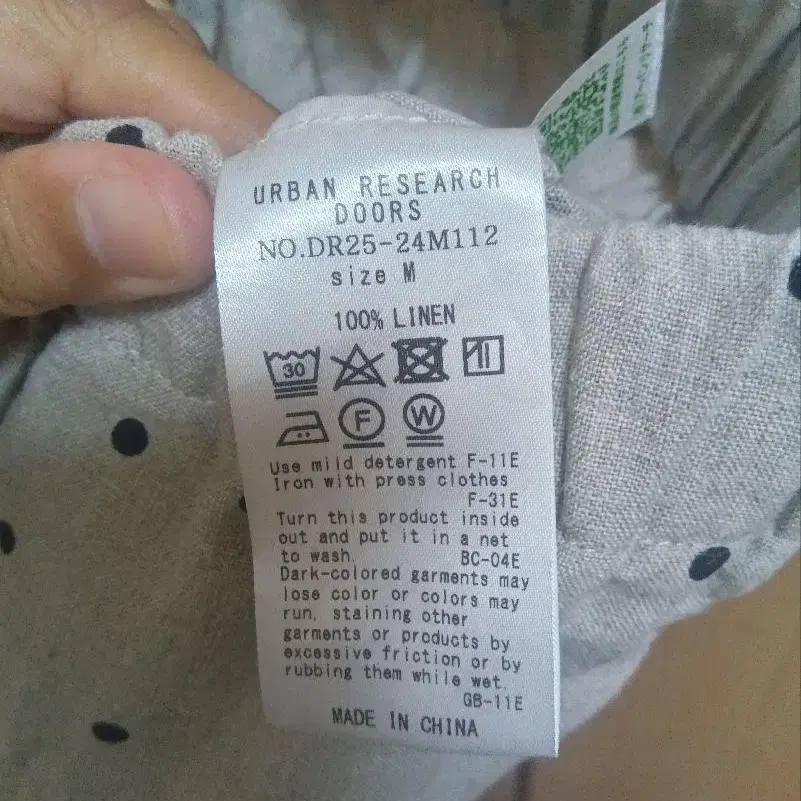 URBAN RESEARCH
DOORS
NO.DR25-24M112
size M
100% LINEN
30
F W
Use mild detergent F-11E
Iron with press clothes
F-31E
Turn this product inside
out and put it in a net
to wash. BC-04E
Dark-colored garments may
lose color or colors may
run, staining other
garments or products by
excessive friction or by
rubbing them while wet.
GB-11E
MADE IN CHINA